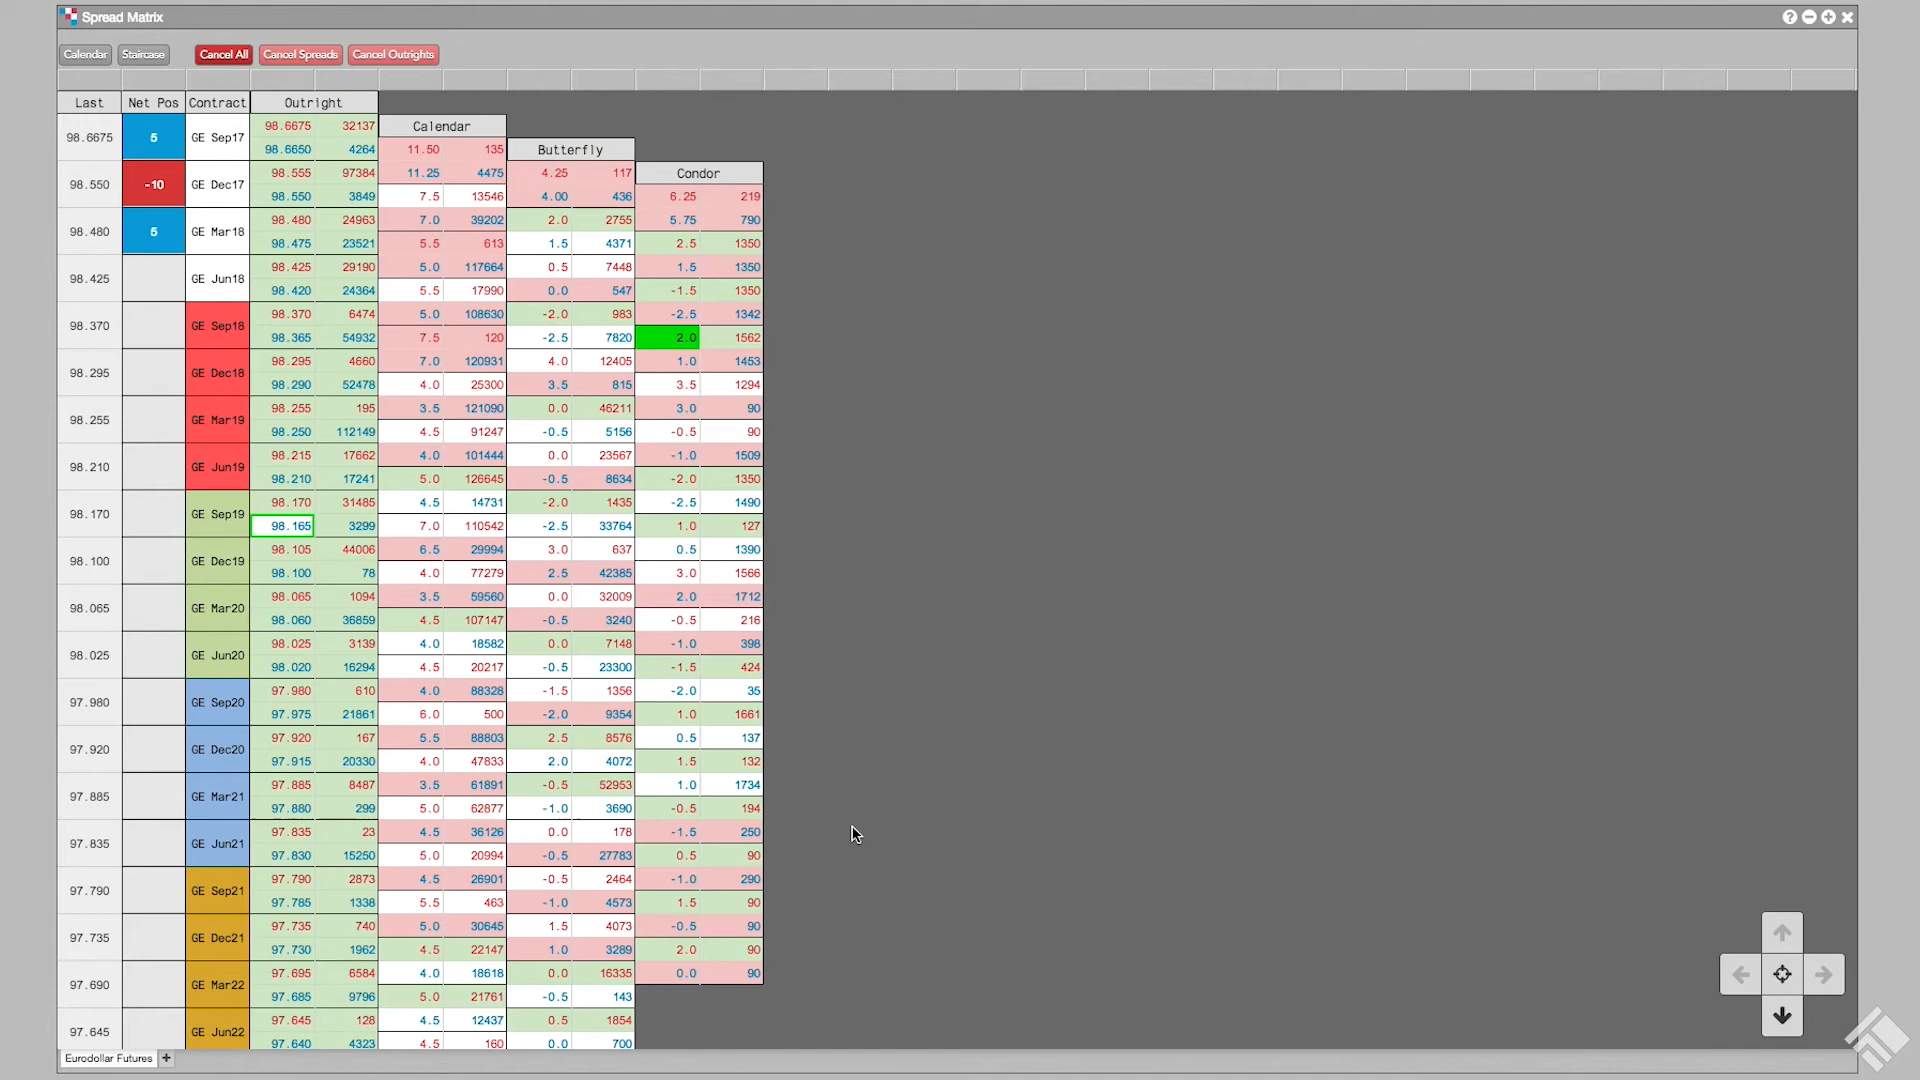 Spread Matrix
Calendar Staircase Cancel All Cancel Spreads Cancel Outrights
Last Net Pos Contract Outright
98.6675 5 GE Sep17 98.6675 32137 Calendar
98.6650 4264 11.50 135 Butterfly
98.550 -10 GE Dec17 98.555 97384 11.25 4475 4.25 117 Condor
98.550 3849 7.5 13546 4.00 436 6.25 219
98.480 5 GE Mar18 98.480 24963 7.0 39202 2.0 2755 5.75 790
98.475 23521 5.5 613 1.5 4371 2.5 1350
98.425 GE Jun18 98.425 29190 5.0 117664 0.5 7448 1.5 1350
98.420 24364 5.5 17990 0.0 547 -1.5 1350
98.370 GE Sep18 98.370 6474 5.0 108630 -2.0 983 -2.5 1342
98.365 54932 7.5 120 -2.5 7820 2.0 1562
98.295 GE Dec18 98.295 4660 7.0 120931 4.0 12405 1.0 1453
98.290 52478 4.0 25300 3.5 815 3.5 1294
98.255 GE Mar19 98.255 195 3.5 121090 0.0 46211 3.0 90
98.250 112149 4.5 91247 -0.5 5156 -0.5 90
98.210 GE Jun19 98.215 17662 4.0 101444 0.0 23567 -1.0 1509
98.210 17241 5.0 126645 -0.5 8634 -2.0 1350
98.170 GE Sep19 98.170 31485 4.5 14731 -2.0 1435 -2.5 1490
98.165 3299 7.0 110542 -2.5 33764 1.0 127
98.100 GE Dec19 98.105 44006 6.5 29994 3.0 637 0.5 1390
98.100 78 4.0 77279 2.5 42385 3.0 1566
98.065 GE Mar20 98.065 1094 3.5 59560 0.0 32009 2.0 1712
98.060 36859 4.5 107147 -0.5 3240 -0.5 216
98.025 GE Jun20 98.025 3139 4.0 18582 0.0 7148 -1.0 398
98.020 16294 4.5 20217 -0.5 23300 -1.5 424
97.980 GE Sep20 97.980 610 4.0 88328 -1.5 1356 -2.0 35
97.975 21861 6.0 500 -2.0 9354 1.0 1661
97.920 GE Dec20 97.920 167 5.5 88803 2.5 8576 0.5 137
97.915 20330 4.0 47833 2.0 4072 1.5 132
97.885 GE Mar21 97.885 8487 3.5 61891 -0.5 52953 1.0 1734
97.880 299 5.0 62877 -1.0 3690 -0.5 194
97.835 GE Jun21 97.835 23 4.5 36126 0.0 178 -1.5 250
97.830 15250 5.0 20994 -0.5 27783 0.5 90
97.790 GE Sep21 97.790 2873 4.5 26901 -0.5 2464 -1.0 290
97.785 1338 5.5 463 -1.0 4573 1.5 90
97.735 GE Dec21 97.735 740 5.0 30645 1.5 4073 -0.5 90
97.730 1962 4.5 22147 1.0 3289 2.0 90
97.690 GE Mar22 97.695 6584 4.0 18618 0.0 16335 0.0 90
97.685 9796 5.0 21761 -0.5 143
97.645 GE Jun22 97.645 128 4.5 12437 0.5 1854
97.640 4323 4.5 160 0.0 700
Eurodollar Futures +